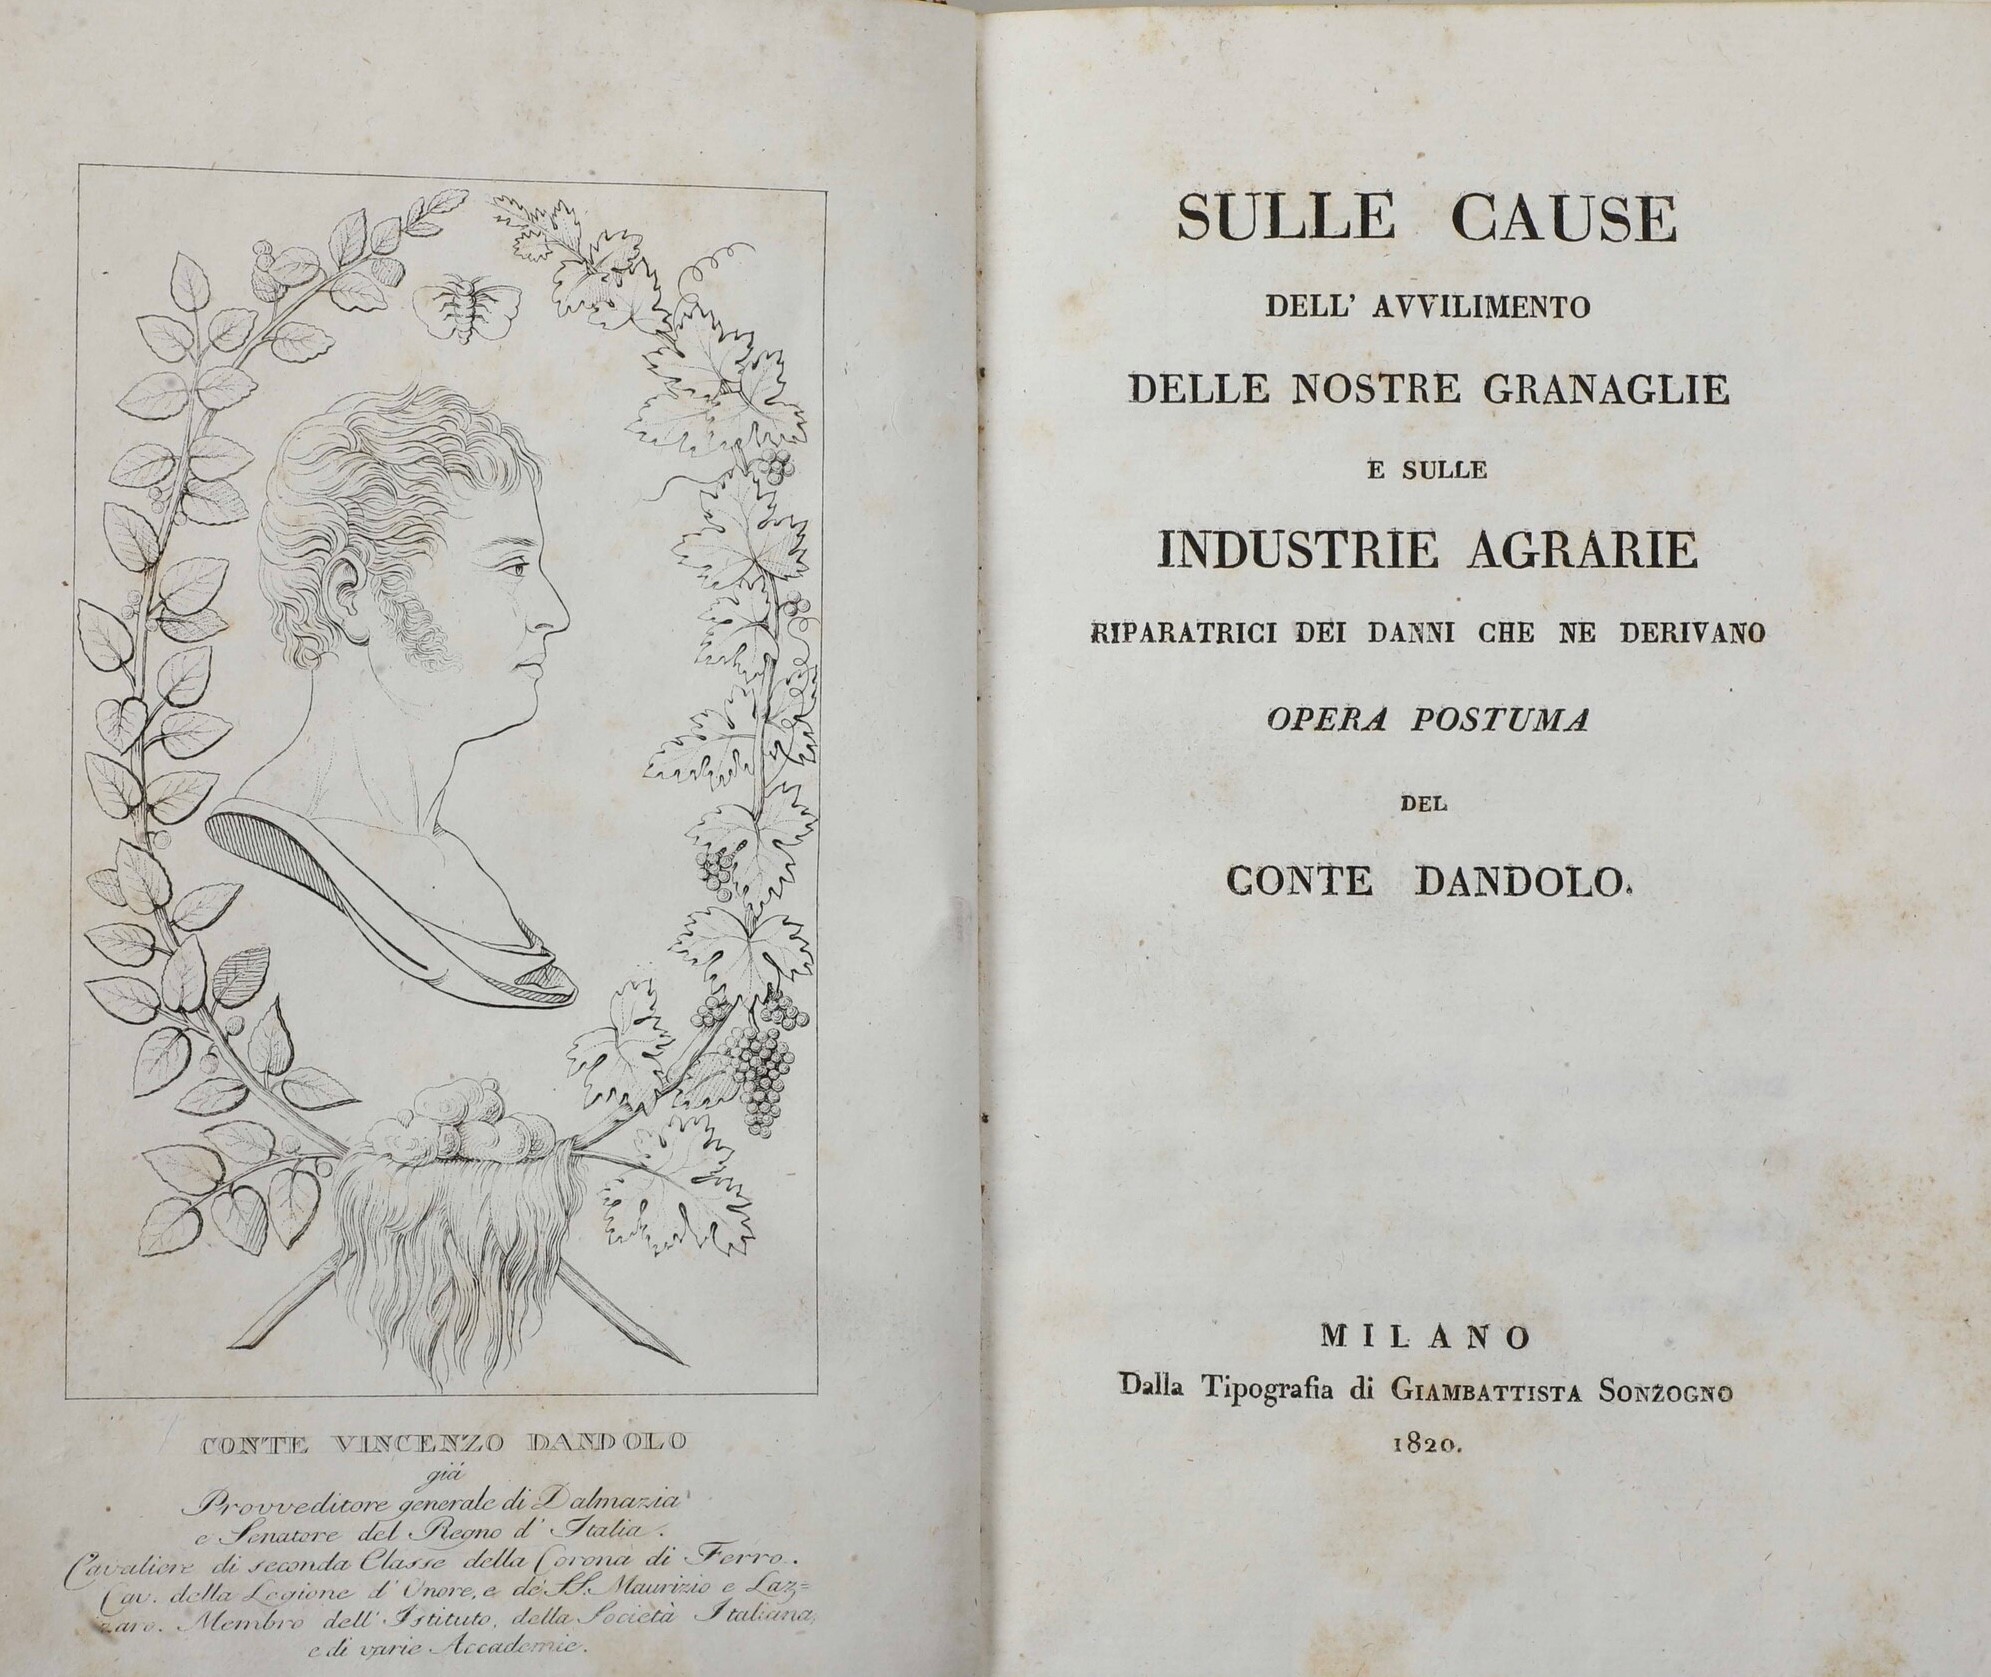 CONTE VINCENZO DANDOLO
giá
Provveditore generale di Dalmazia
e Senatore del Regno d' Italia.
Cavaliere di seconda Classe della Corona di Ferro.
Cav. della Legione d' Onore, e de' SS. Maurizio e Laz=
zaro. Membro dell' Istituto, della Società Italiana,
e di varie Accademie.
SULLE CAUSE
DELL' AVVILIMENTO
DELLE NOSTRE GRANAGLIE
E SULLE
INDUSTRIE AGRARIE
RIPARATRICI DEI DANNI CHE NE DERIVANO
OPERA POSTUMA
DEL
CONTE DANDOLO.
MILANO
Dalla Tipografia di GIAMBATTISTA SONZOGNO
1820.